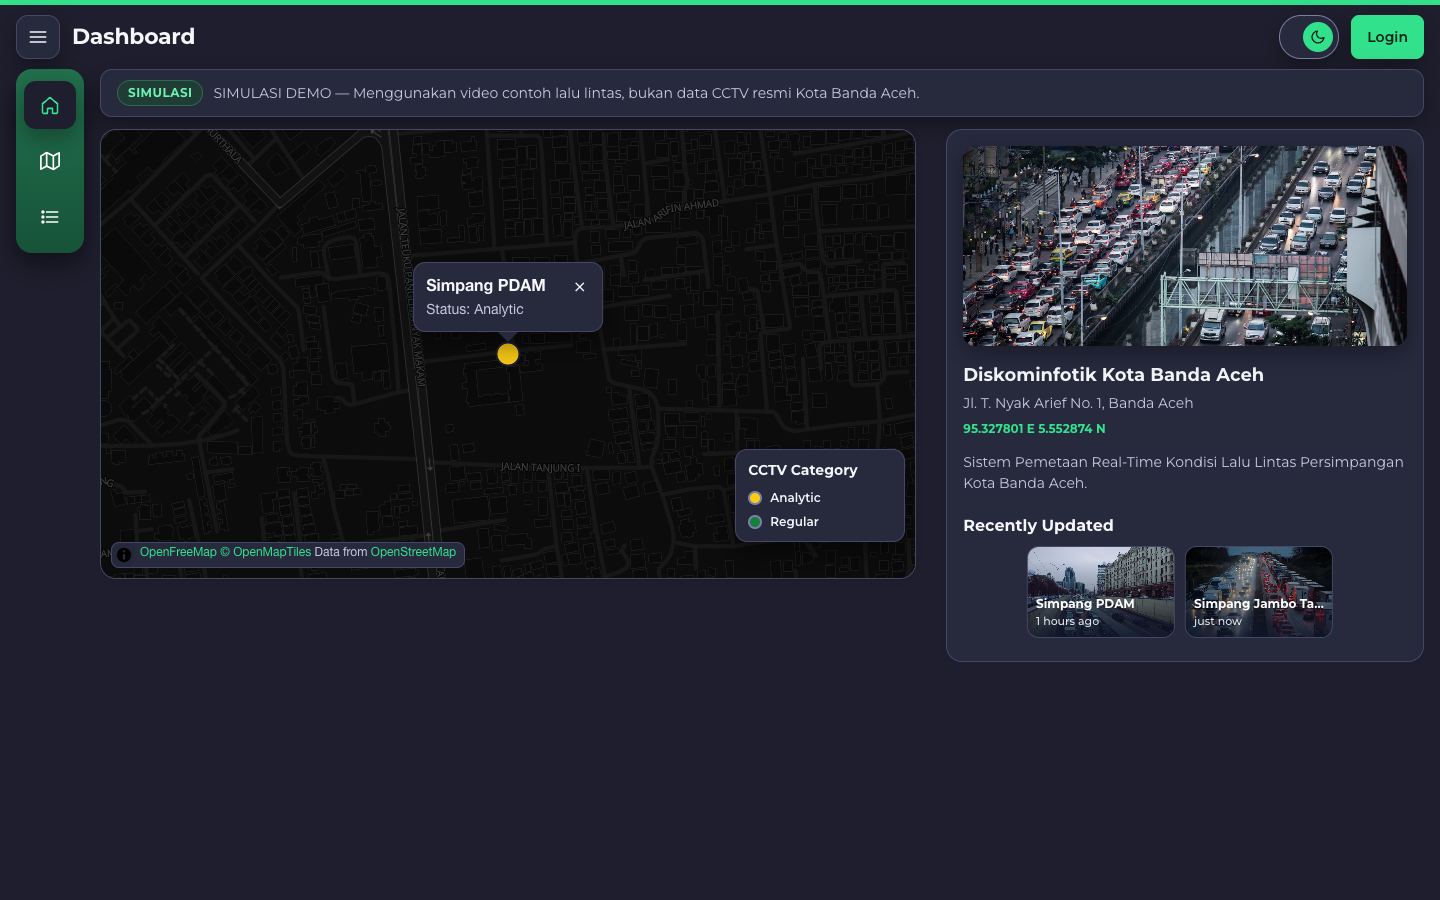 Dashboard
Login
SIMULASI
SIMULASI DEMO — Menggunakan video contoh lalu lintas, bukan data CCTV resmi Kota Banda Aceh.
JALAN ARIFIN AHMAD
Simpang PDAM
Status: Analytic
JALAN TANJUNG I
CCTV Category
Analytic
Regular
OpenFreeMap © OpenMapTiles Data from OpenStreetMap
Diskominfotik Kota Banda Aceh
Jl. T. Nyak Arief No. 1, Banda Aceh
95.327801 E 5.552874 N
Sistem Pemetaan Real-Time Kondisi Lalu Lintas Persimpangan
Kota Banda Aceh.
Recently Updated
Simpang PDAM
1 hours ago
Simpang Jambo Ta...
just now